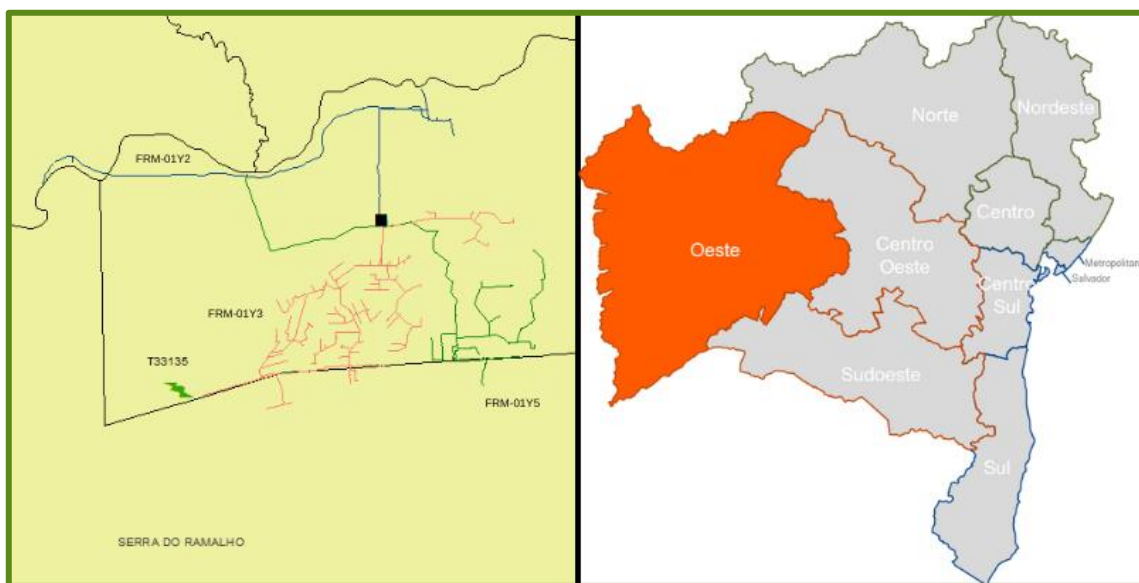 FRM-01Y2
FRM-01Y3
T33135
FRM-01Y5
SERRA DO RAMALHO
Norte
Nordeste
Centro
Oeste
Centro
Oeste
Metropolitan
Salvador
Centro
Sul
Sudoeste
Sul